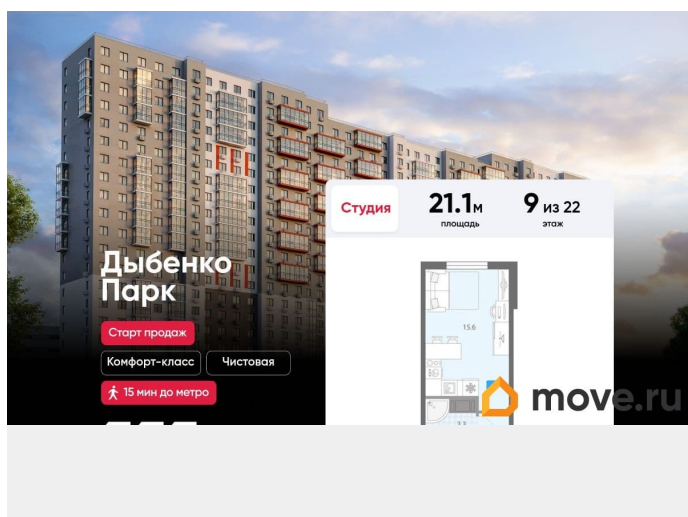 Студия
21.1м
площадь
9 из 22
этаж
Дыбенко
Парк
Старт продаж
Комфорт-класс
Чистовая
15 мин до метро
15.6
move.ru